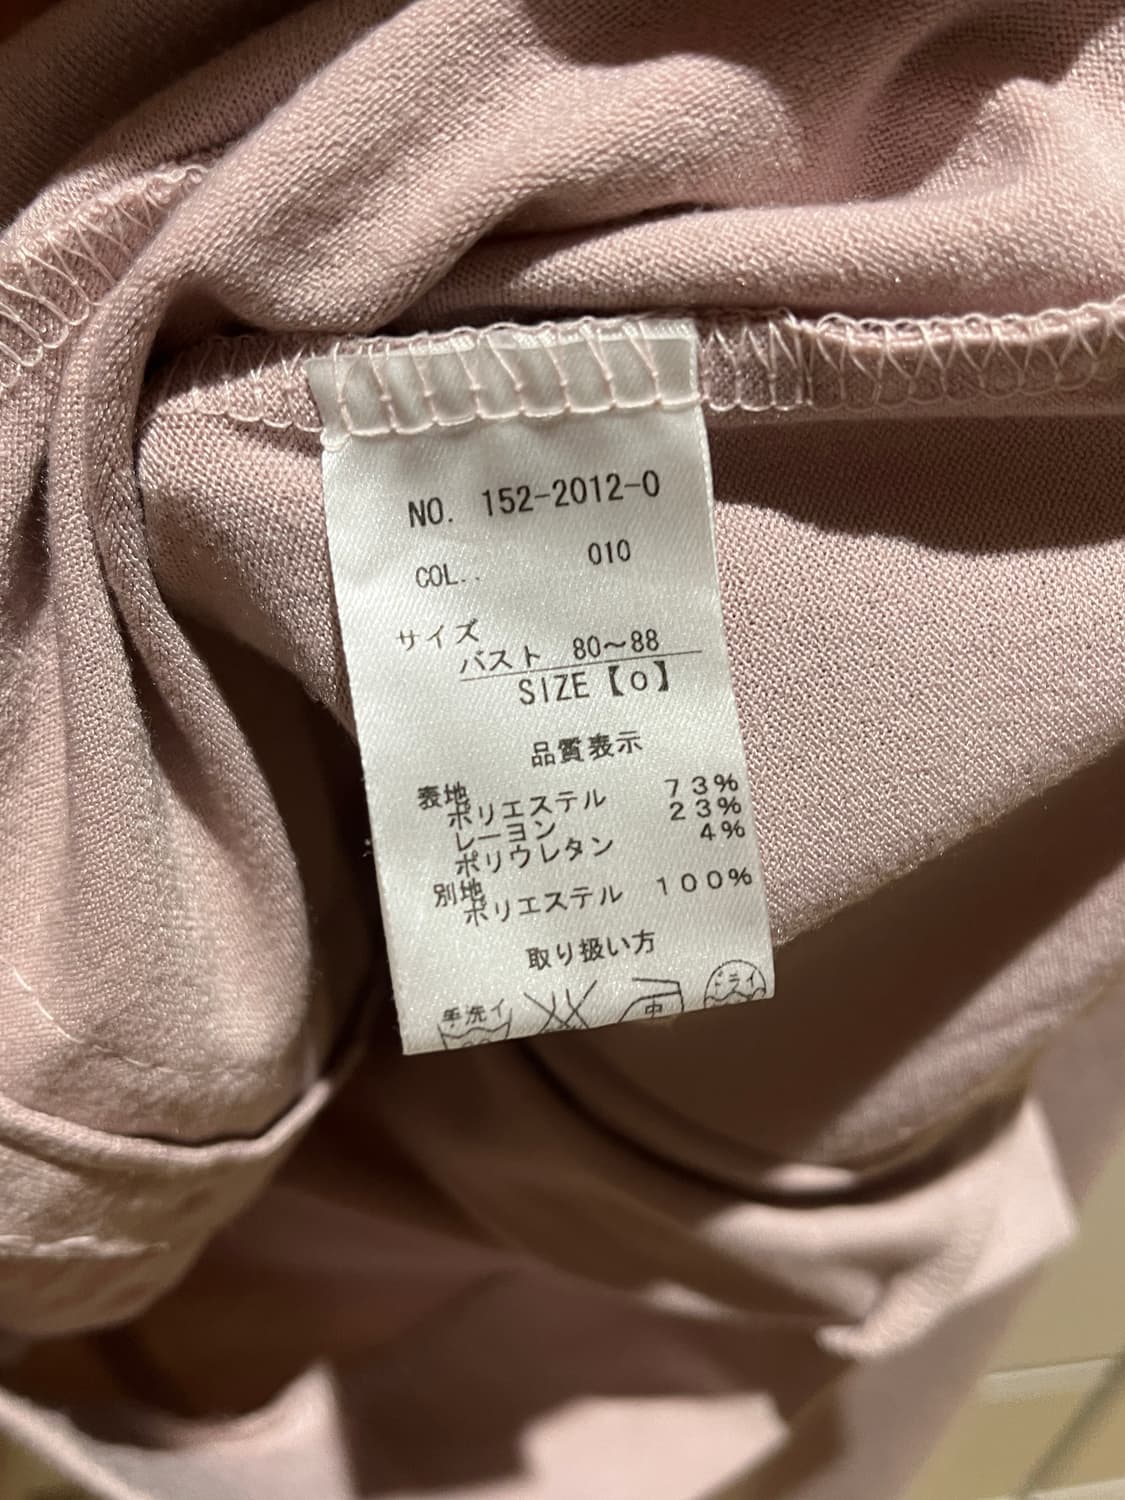 NO. 152-2012-0
COL.. 010
サイズ
バスト 80～88
SIZE【0】
品質表示
表地
ポリエステル 73%
レーヨン 23%
ポリウレタン 4%
別地
ポリエステル 100%
取り扱い方
手洗イ 中 ドライ